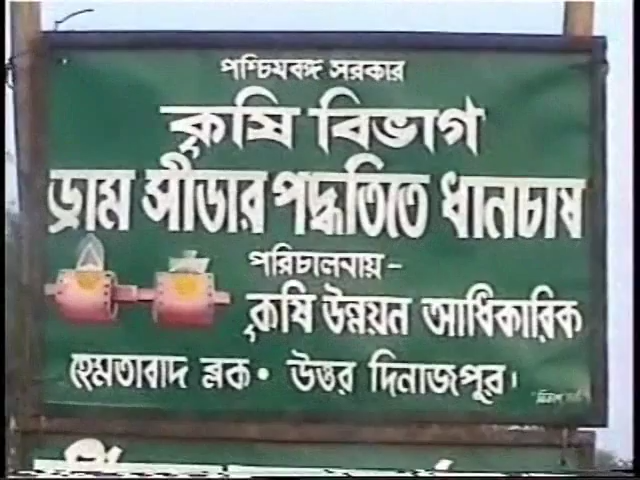 পশ্চিমবঙ্গ সরকার
কৃষি বিভাগ
ড্রাম সীডার পদ্ধতিতে ধানচাষ
পরিচালনায় -
কৃষি উন্নয়ন আধিকারিক
হেমতাবাদ ব্লক • উত্তর দিনাজপুর।